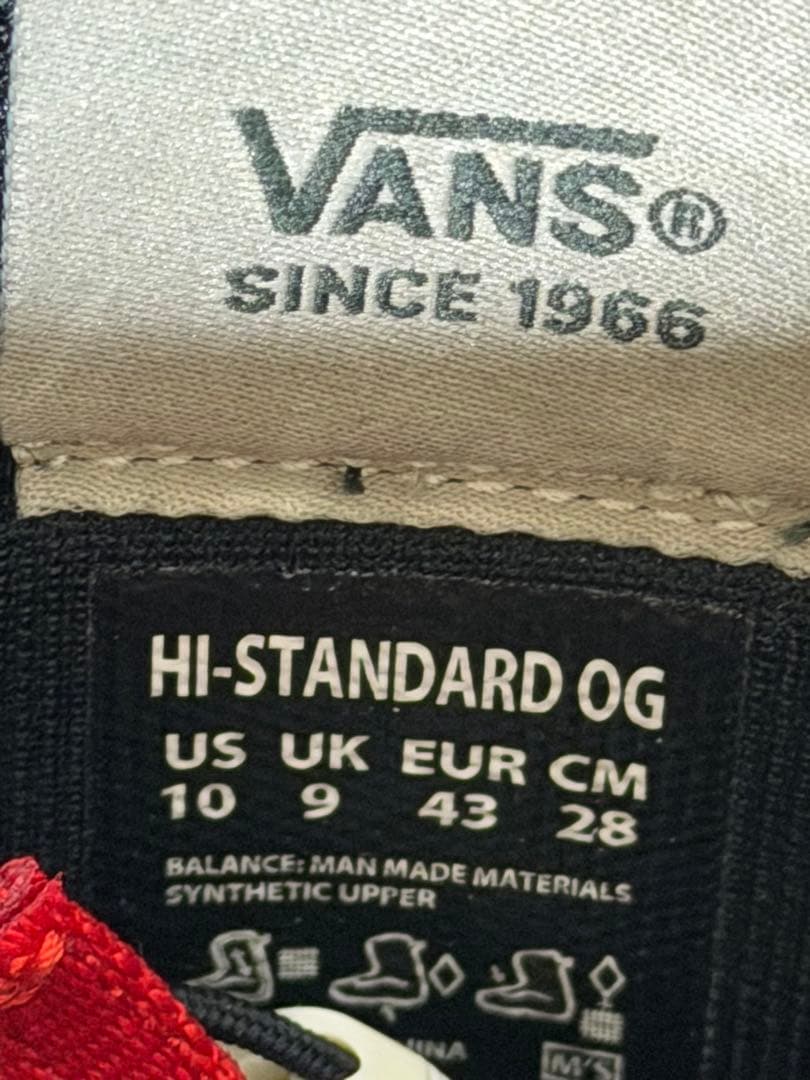 VANS®
SINCE 1966
HI-STANDARD OG
US UK EUR CM
10 9 43 28
BALANCE: MAN MADE MATERIALS
SYNTHETIC UPPER
M'S